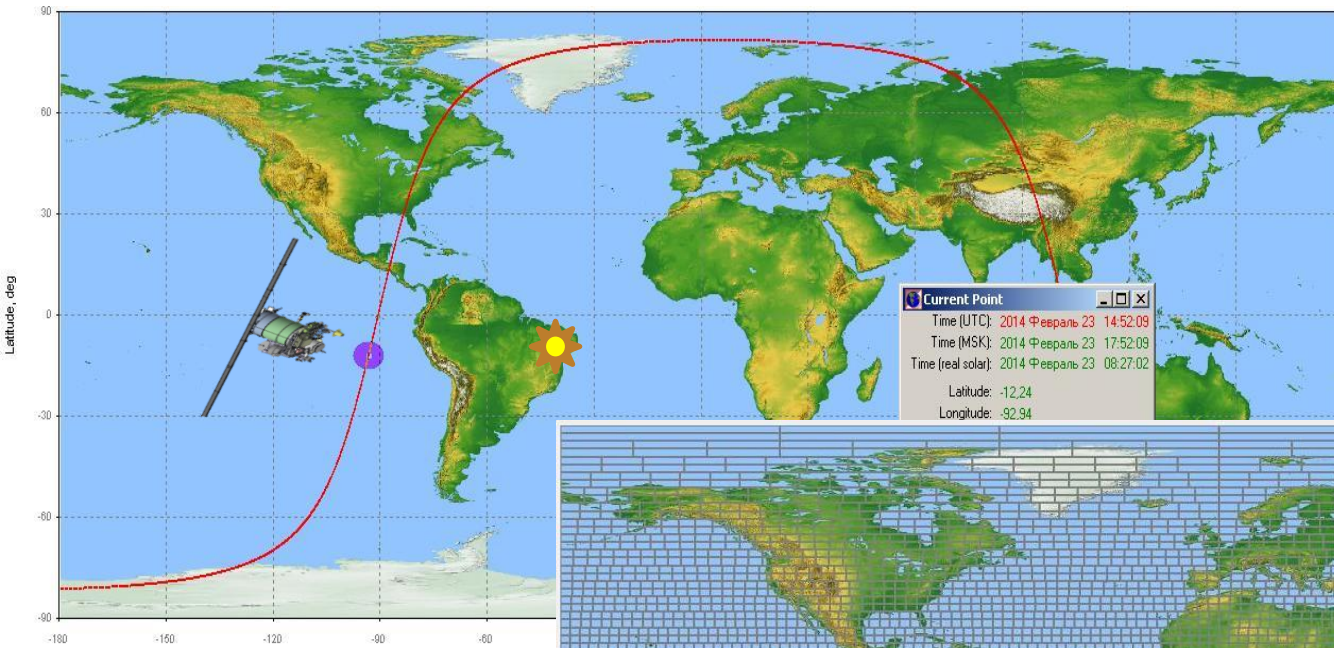 90
60
30
0
-30
-60
-90
Latitude, deg
-180
-150
-120
-90
-60
Current Point
Time (UTC): 2014 Февраль 23 14:52:09
Time (MSK): 2014 Февраль 23 17:52:09
Time (real solar): 2014 Февраль 23 08:27:02
Latitude: -12,24
Longitude: -92,94